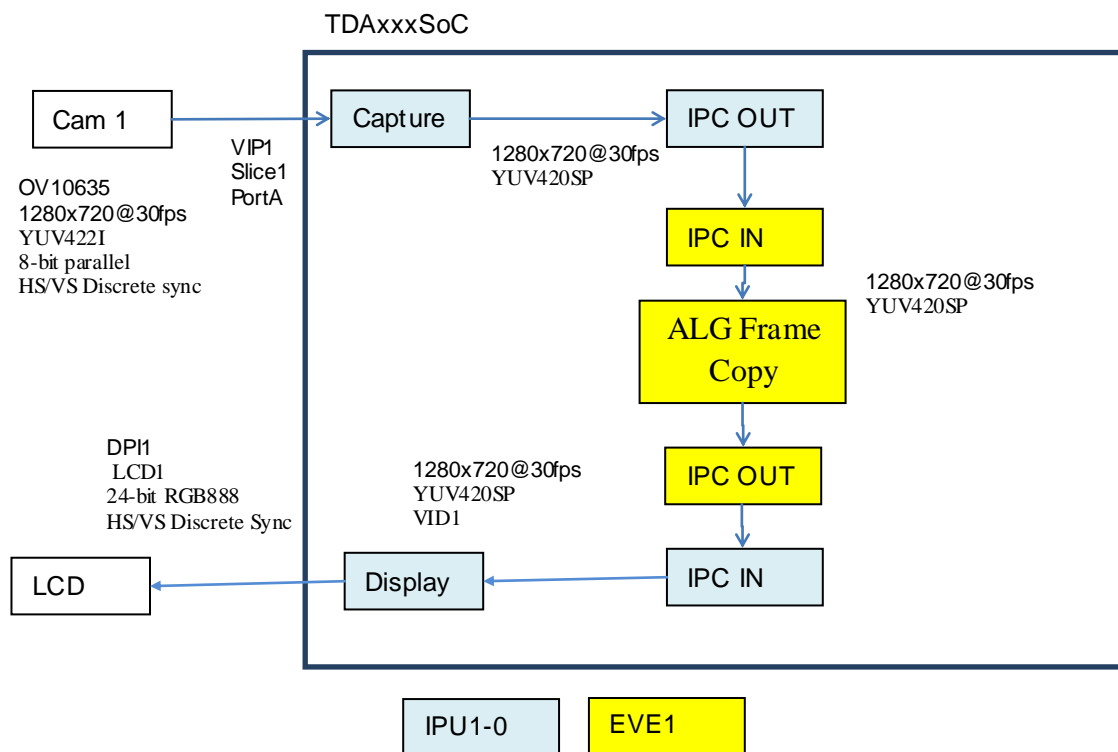 TDAxxxSoC
Cam 1
Capture
IPC OUT
VIP1
Slice1
PortA
1280x720@30fps
YUV420SP
OV10635
1280x720@30fps
YUV422I
8-bit parallel
HS/VS Discrete sync
IPC IN
1280x720@30fps
YUV420SP
ALG Frame
Copy
DPI1
LCD1
24-bit RGB888
HS/VS Discrete Sync
1280x720@30fps
YUV420SP
VID1
IPC OUT
LCD
Display
IPC IN
IPU1-0
EVE1